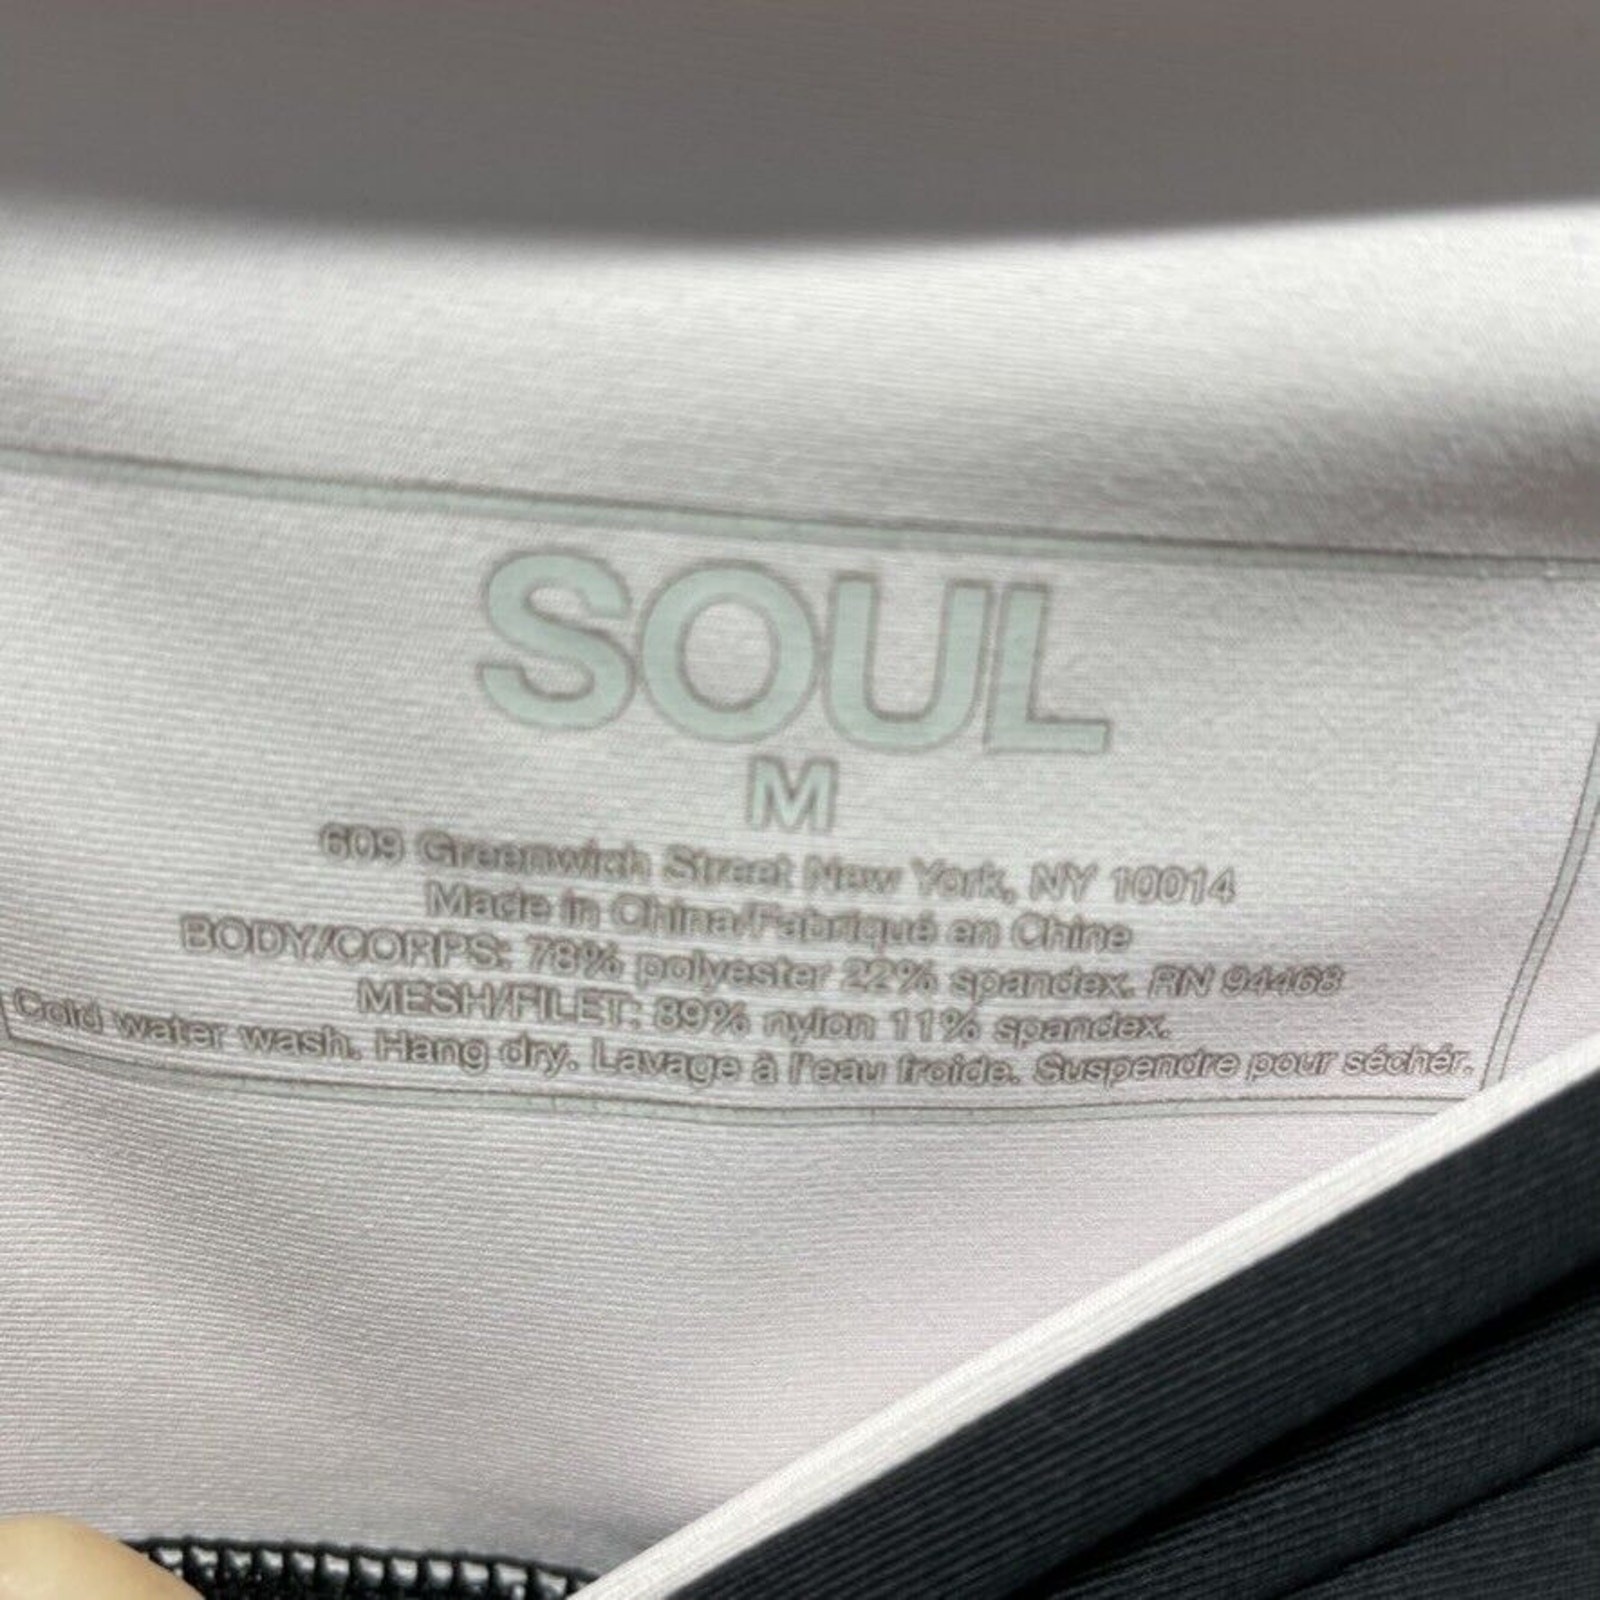 SOUL
M
609 Greenwich Street New York, NY 10014
Made in China/Fabriqué en Chine
BODY/CORPS: 78% polyester 22% spandex. RN 94468
MESH/FILET: 89% nylon 11% spandex.
Cold water wash. Hang dry. Lavage à l'eau froide. Suspendre pour séchér.